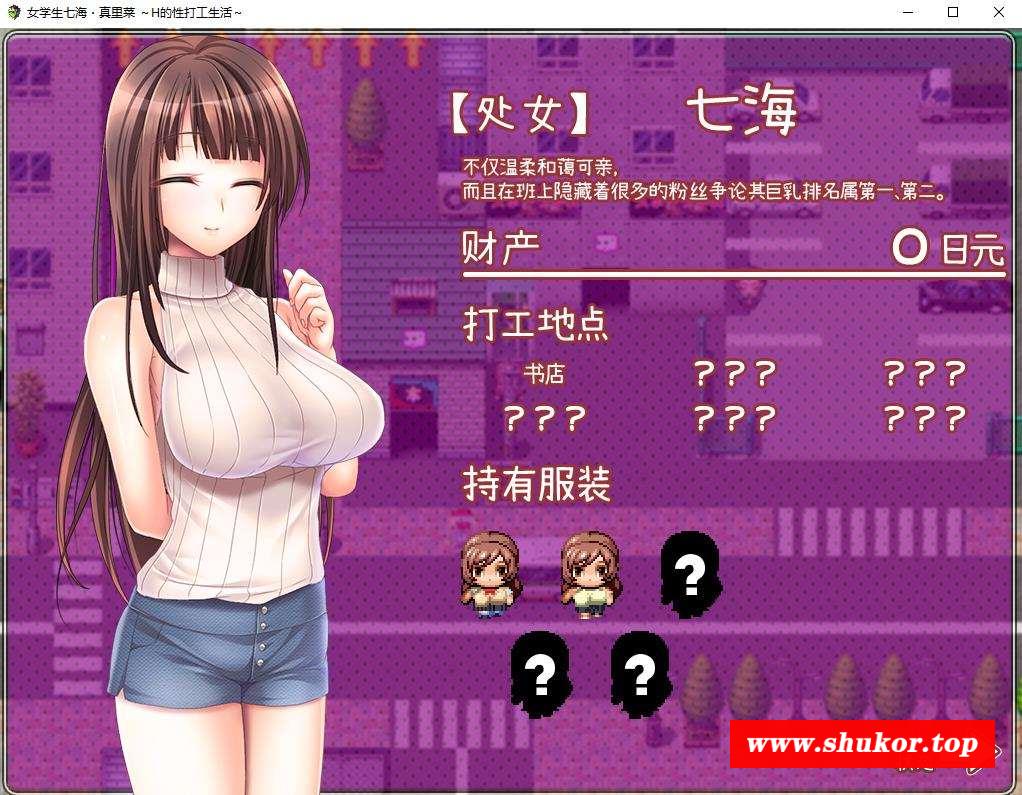 女学生七海·真里菜 ～H的性打工生活～
【处女】 七海
不仅温柔和蔼可亲,
而且在班上隐藏着很多的粉丝争论其巨乳排名属第一、第二。
财产 0 日元
打工地点
书店 ??? ???
??? ??? ???
持有服装
?
? ?
www.shukor.top